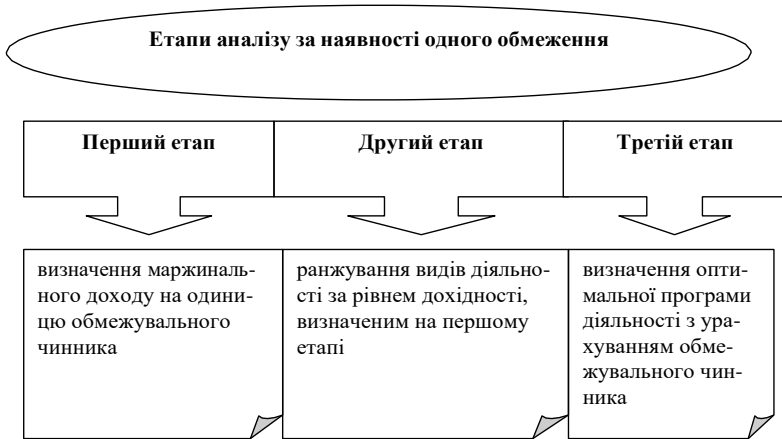 Етапи аналізу за наявності одного обмеження
Перший етап
Другий етап
Третій етап
визначення маржиналь-
ного доходу на одини-
цю обмежувального
чинника
ранжування видів діяльно-
сті за рівнем дохідності,
визначеним на першому
етапі
визначення опти-
мальної програми
діяльності з ура-
хуванням обме-
жувального чин-
ника